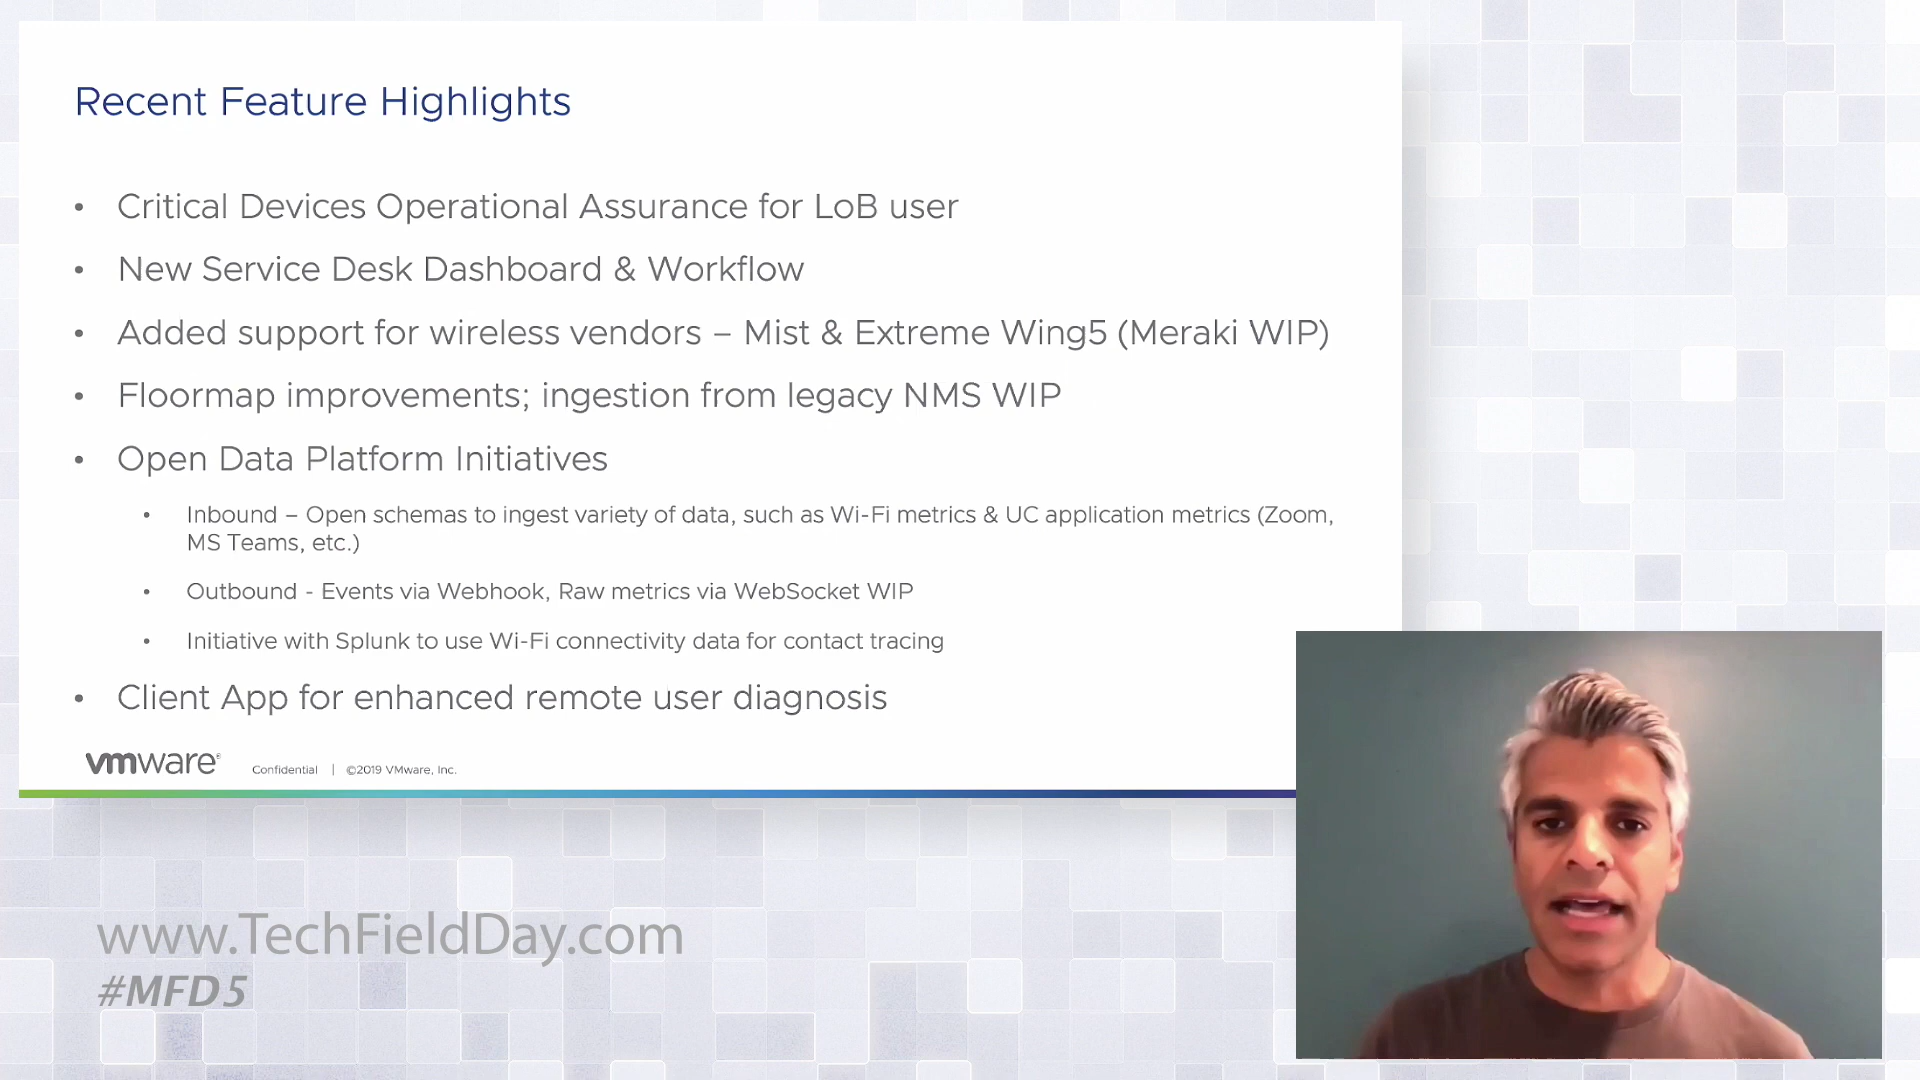 Recent Feature Highlights
• Critical Devices Operational Assurance for LoB user
• New Service Desk Dashboard & Workflow
• Added support for wireless vendors – Mist & Extreme Wing5 (Meraki WIP)
• Floormap improvements; ingestion from legacy NMS WIP
• Open Data Platform Initiatives
• Inbound – Open schemas to ingest variety of data, such as Wi-Fi metrics & UC application metrics (Zoom,
MS Teams, etc.)
• Outbound - Events via Webhook, Raw metrics via WebSocket WIP
• Initiative with Splunk to use Wi-Fi connectivity data for contact tracing
• Client App for enhanced remote user diagnosis
vmware® Confidential | ©2019 VMware, Inc.
www.TechFieldDay.com
#MFD5